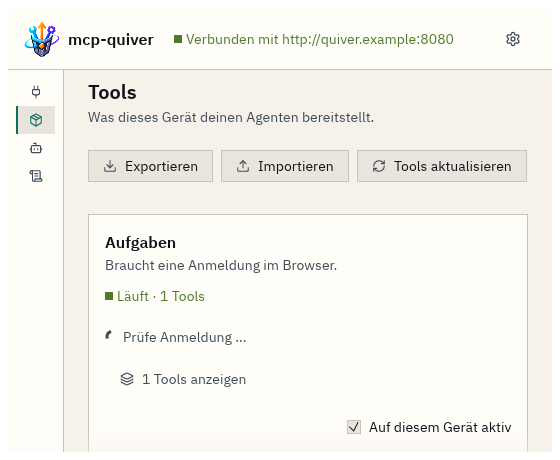 mcp-quiver
Verbunden mit http://quiver.example:8080
Tools
Was dieses Gerät deinen Agenten bereitstellt.
Exportieren
Importieren
Tools aktualisieren
Aufgaben
Braucht eine Anmeldung im Browser.
Läuft · 1 Tools
Prüfe Anmeldung ...
1 Tools anzeigen
Auf diesem Gerät aktiv